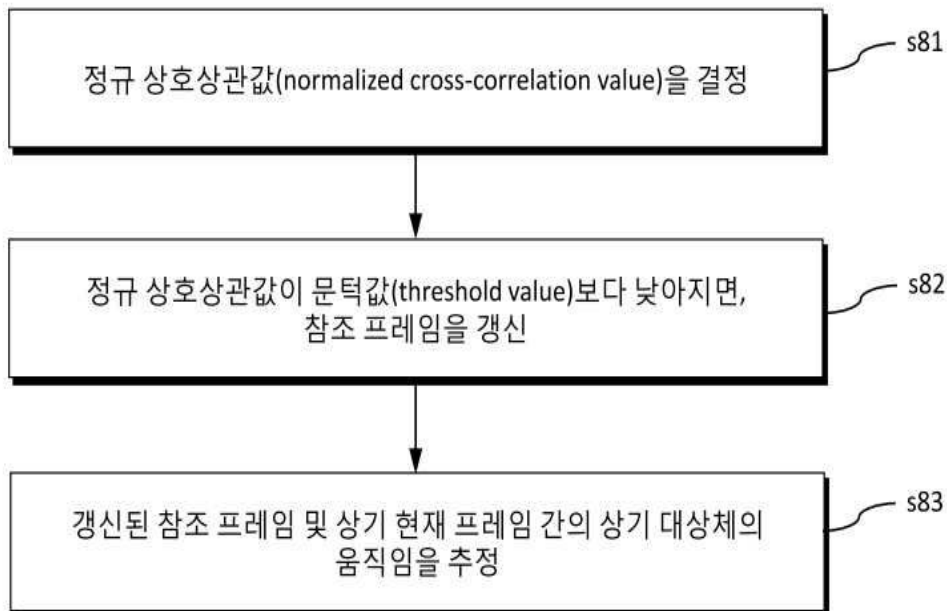 정규 상호상관값(normalized cross-correlation value)을 결정
s81
정규 상호상관값이 문턱값(threshold value)보다 낮아지면,
참조 프레임을 갱신
s82
갱신된 참조 프레임 및 상기 현재 프레임 간의 상기 대상체의
움직임을 추정
s83